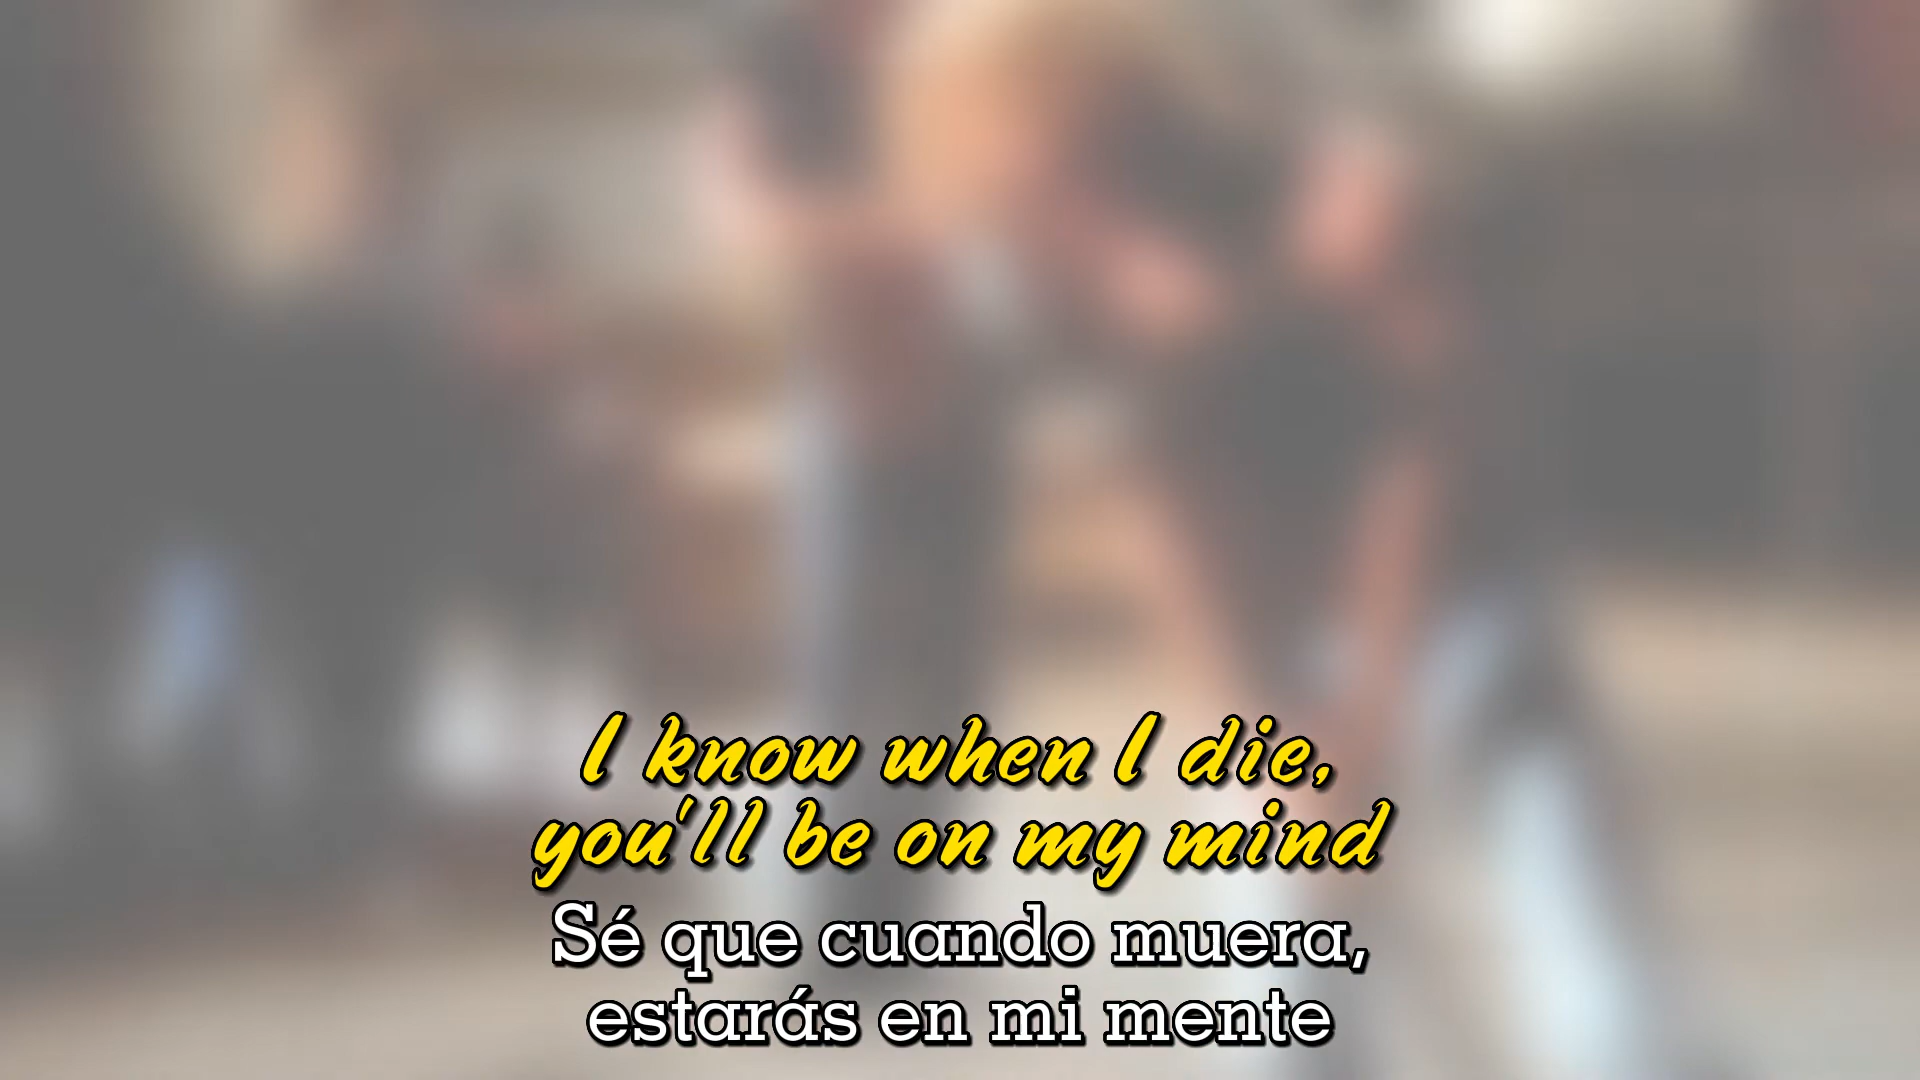 I know when I die,
you'll be on my mind
Sé que cuando muera,
estarás en mi mente